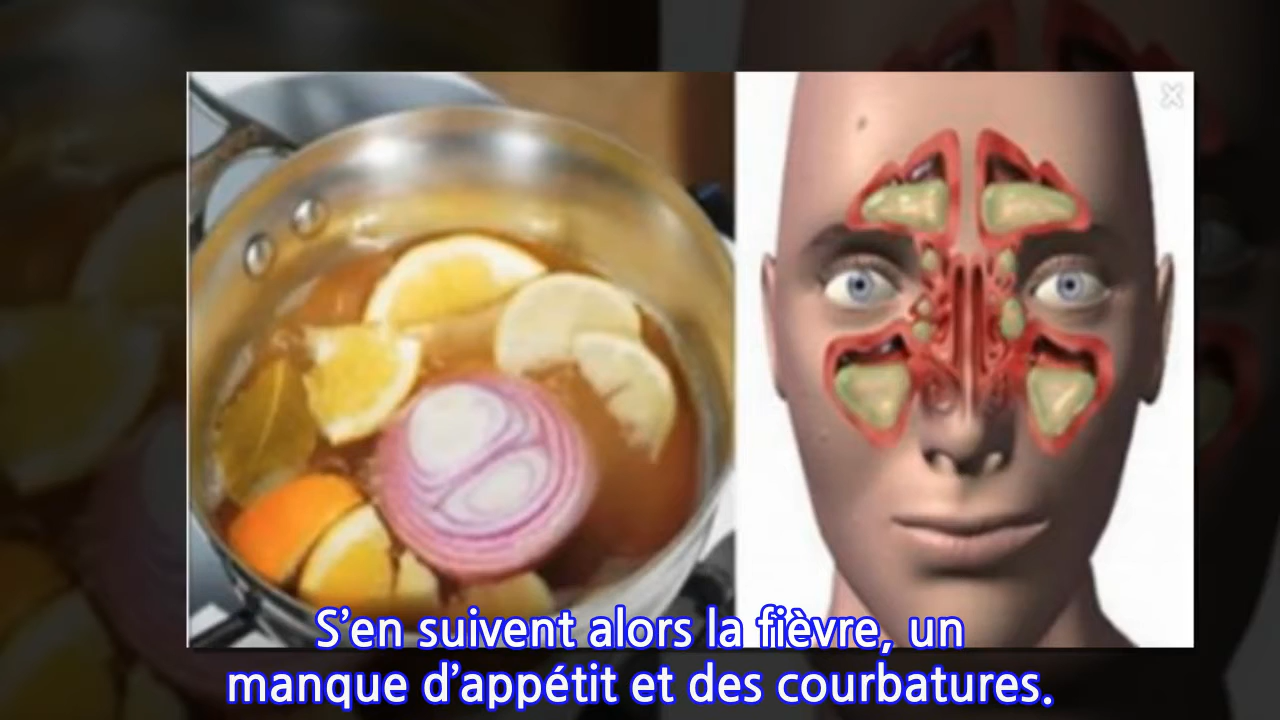 S’en suivent alors la fièvre, un
manque d’appétit et des courbatures.